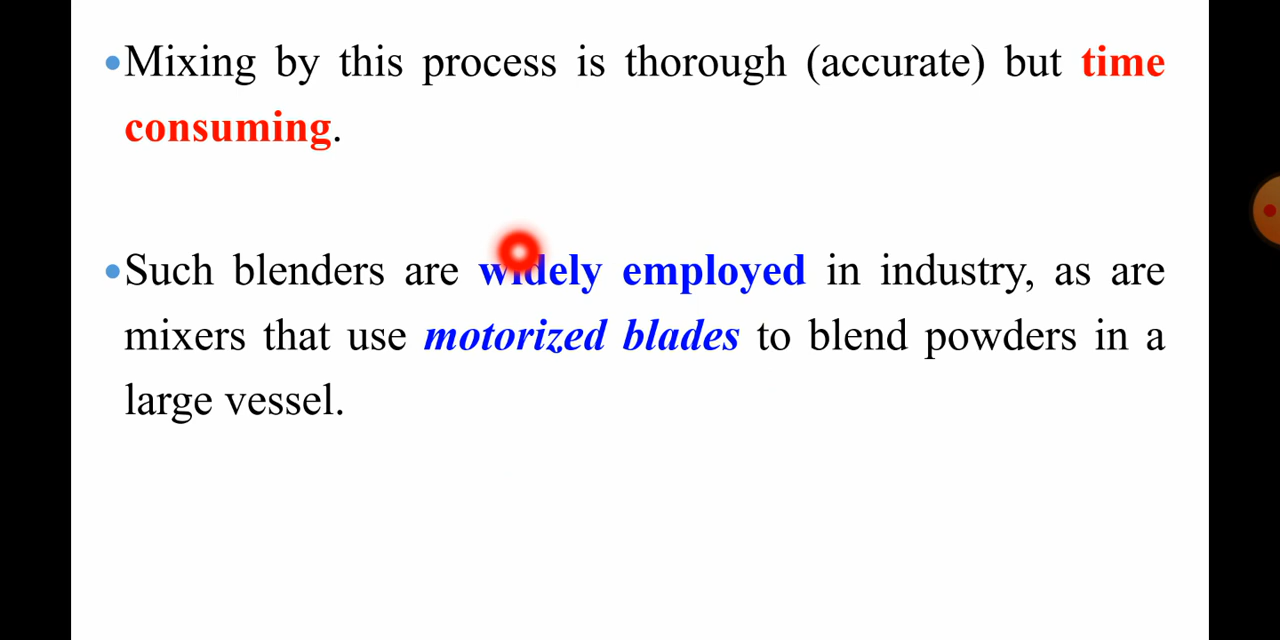 •Mixing by this process is thorough (accurate) but time
consuming.
•Such blenders are widely employed in industry, as are
mixers that use motorized blades to blend powders in a
large vessel.